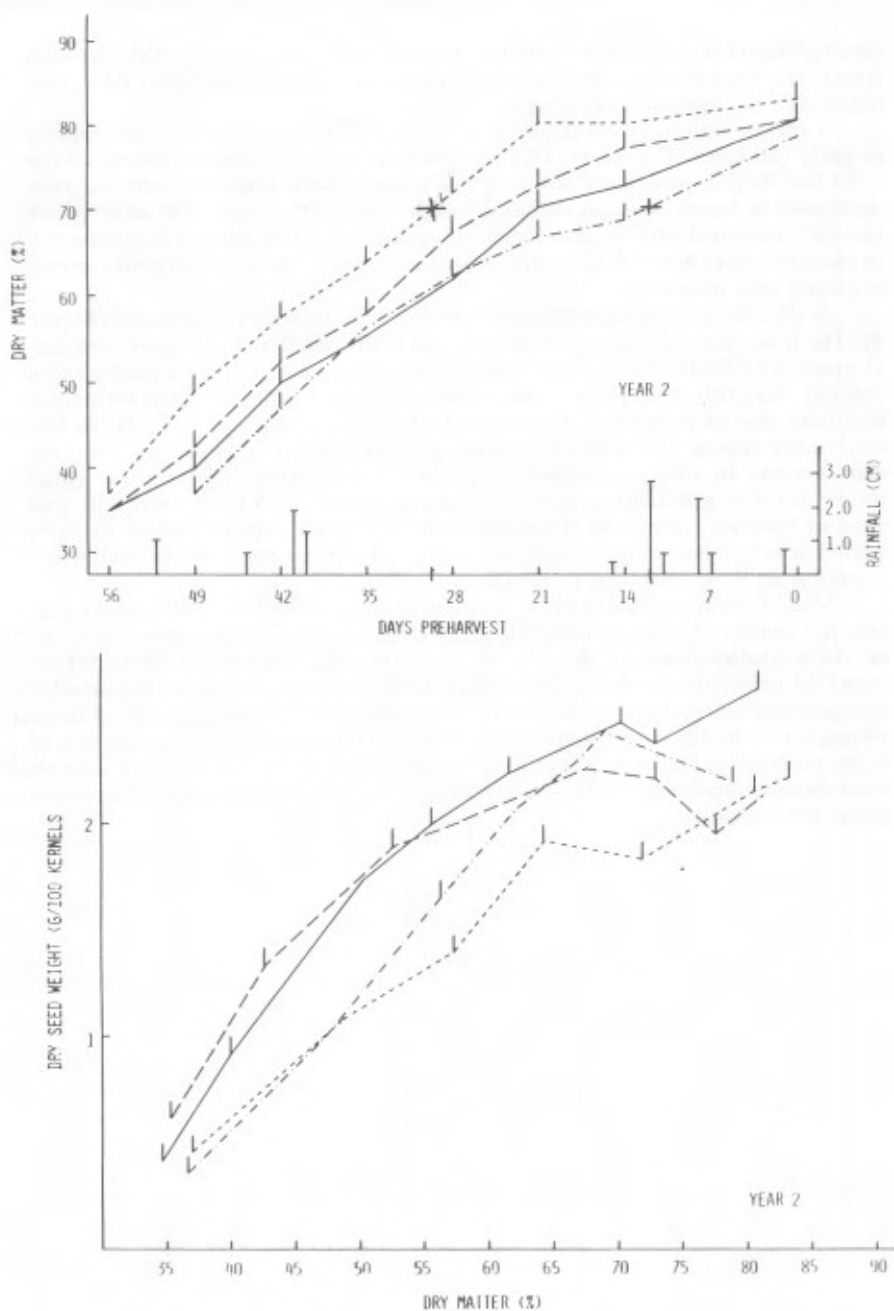 90
80
70
60
50
40
30
DRY MATTER (%)
YEAR 2
3.0
2.0
1.0
RAINFALL (CM)
56 49 42 35 28 21 14 7 0
DAYS PREHARVEST
2
1
DRY SEED WEIGHT (G/100 KERNELS)
YEAR 2
35 40 45 50 55 60 65 70 75 80 85 90
DRY MATTER (%)